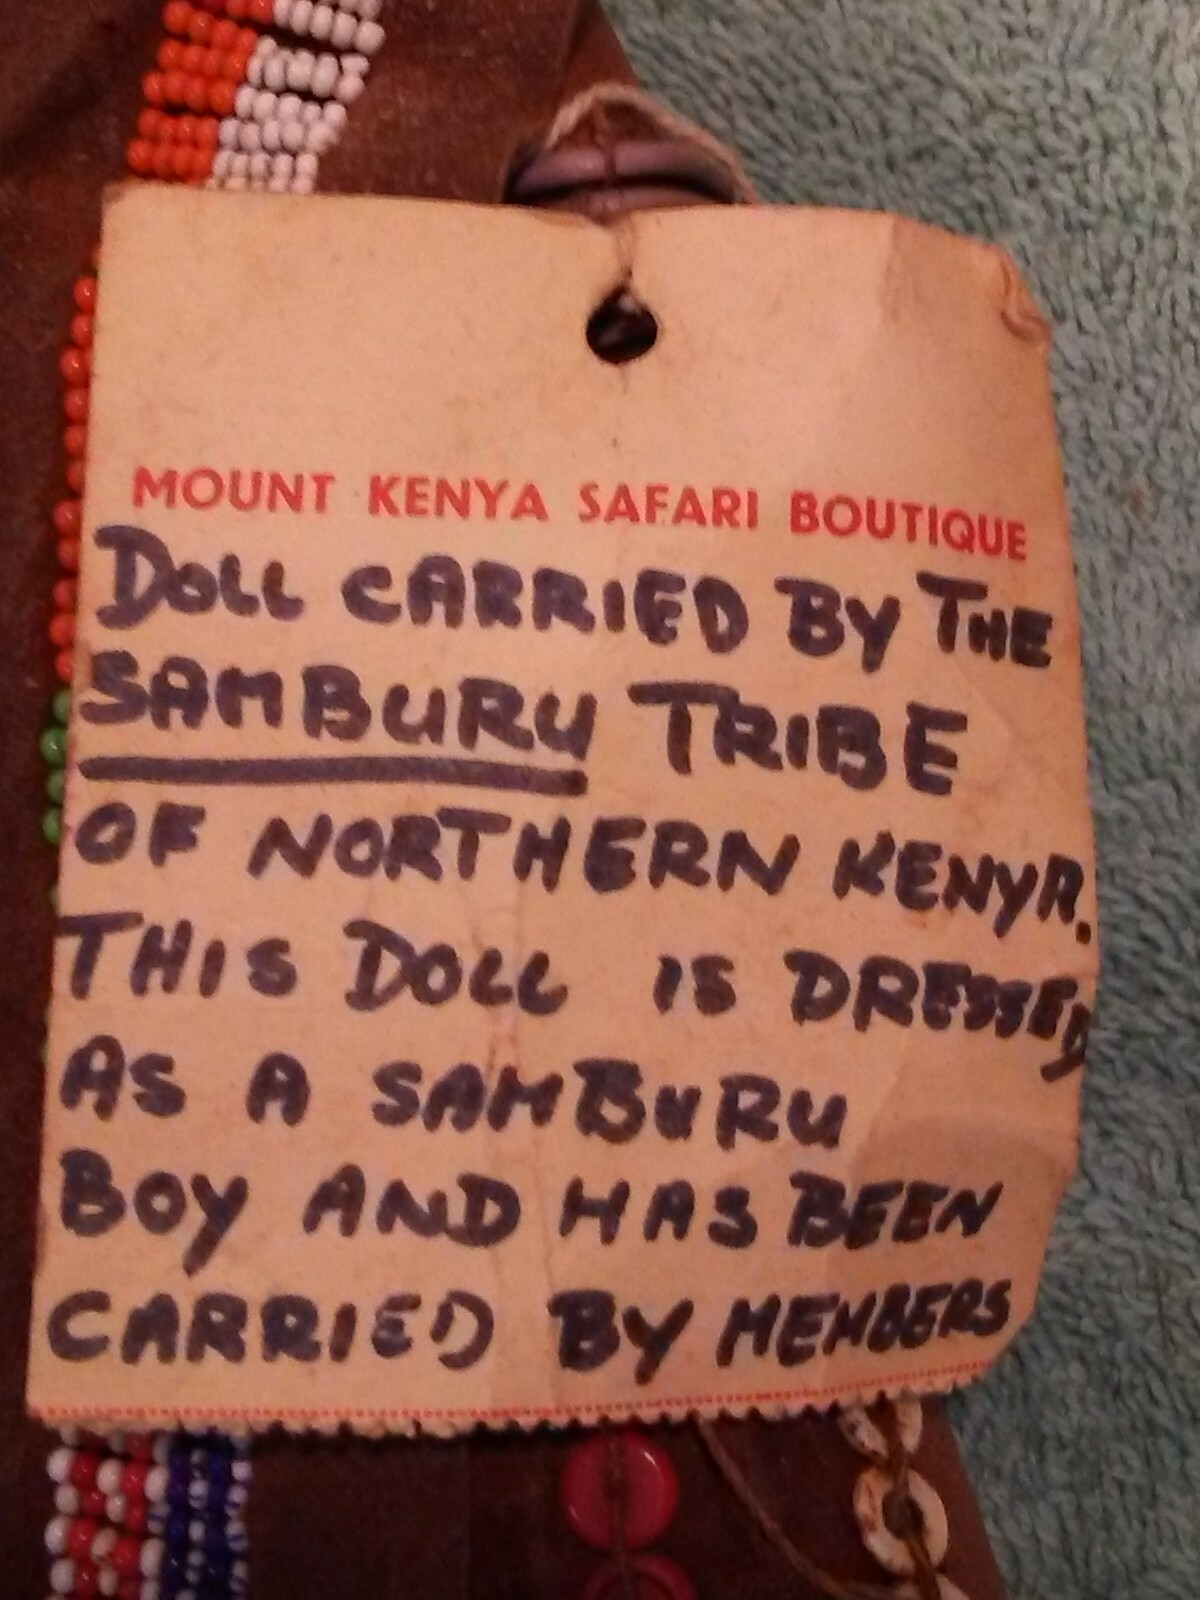 MOUNT KENYA SAFARI BOUTIQUE
DOLL CARRIED BY THE
SAMBURU TRIBE
OF NORTHERN KENYA.
THIS DOLL IS DRESSED
AS A SAMBURU
BOY AND HAS BEEN
CARRIED BY MEMBERS